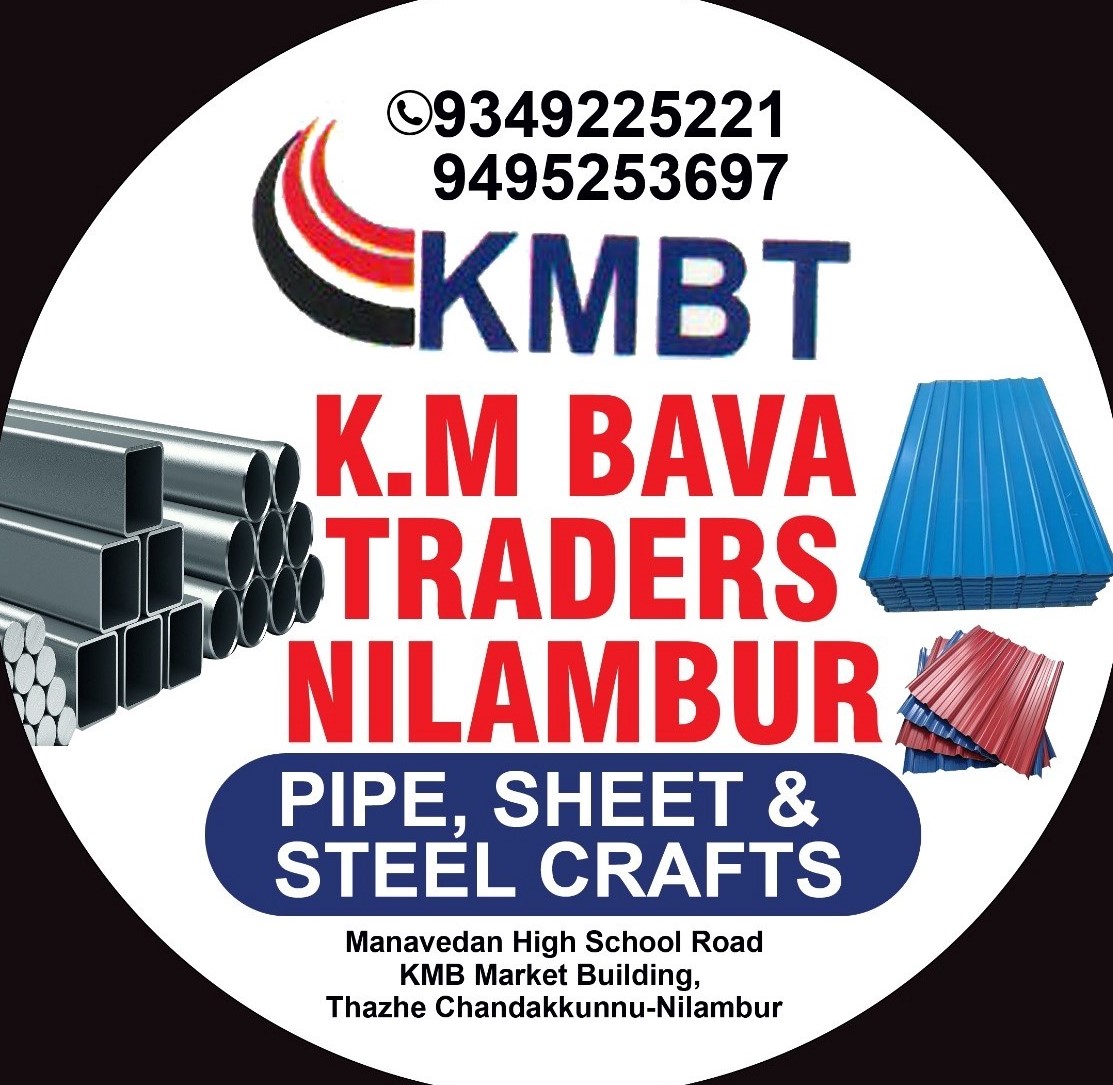 9349225221
9495253697
KMBT
K.M BAVA
TRADERS
NILAMBUR
PIPE, SHEET &
STEEL CRAFTS
Manavedan High School Road
KMB Market Building,
Thazhe Chandakkunnu-Nilambur